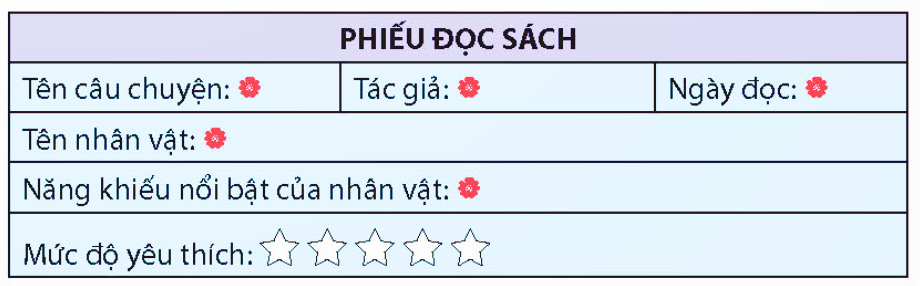 PHIẾU ĐỌC SÁCH
Tên câu chuyện: Tác giả: Ngày đọc:
Tên nhân vật:
Năng khiếu nổi bật của nhân vật:
Mức độ yêu thích: